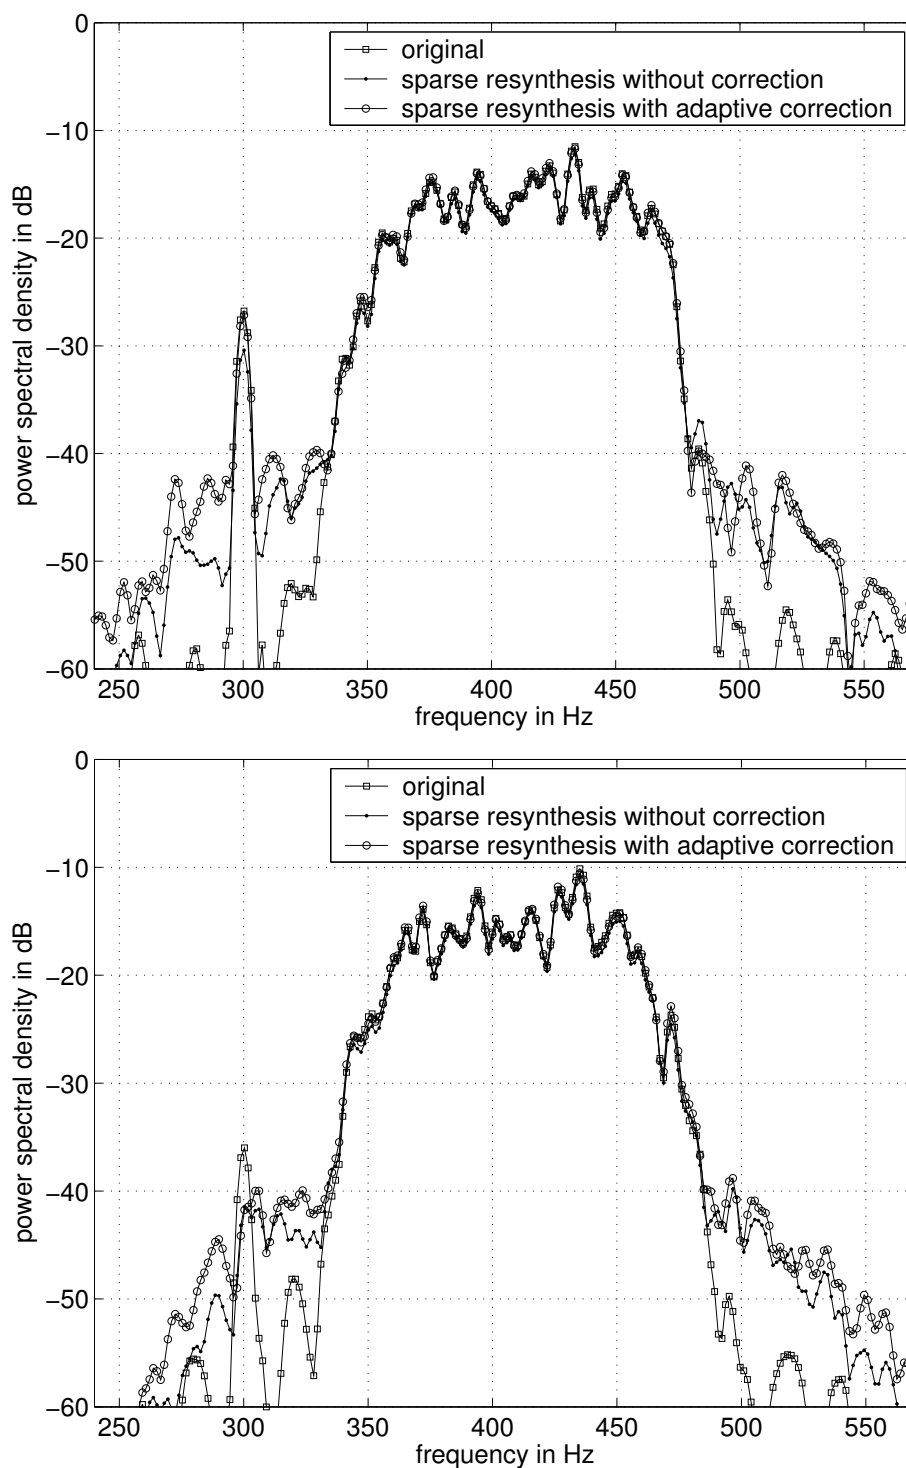 0
−10
−20
−30
−40
−50
−60
250 300 350 400 450 500 550
frequency in Hz
power spectral density in dB
original
sparse resynthesis without correction
sparse resynthesis with adaptive correction
0
−10
−20
−30
−40
−50
−60
250 300 350 400 450 500 550
frequency in Hz
power spectral density in dB
original
sparse resynthesis without correction
sparse resynthesis with adaptive correction